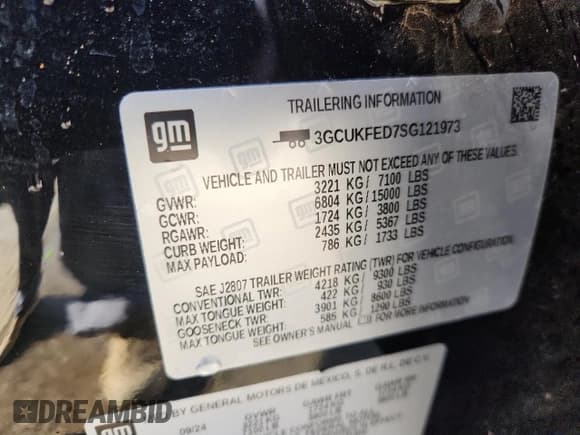 TRAILERING INFORMATION
gm
3GCUKFED7SG121973
VEHICLE AND TRAILER MUST NOT EXCEED ANY OF THESE VALUES.
GVWR: 3221 KG/ 7100 LBS
GCWR: 6804 KG/15000 LBS
RGAWR: 1724 KG/ 3800 LBS
CURB WEIGHT: 2435 KG/ 5367 LBS
MAX PAYLOAD: 786 KG/ 1733 LBS
SAE J2807 TRAILER WEIGHT RATING (TWR) FOR VEHICLE CONFIGURATION
CONVENTIONAL TWR: 4218 KG / 9300 LBS
MAX TONGUE WEIGHT: 422 KG / 930 LBS
GOOSENECK TWR: 3901 KG/ 8600 LBS
MAX TONGUE WEIGHT: 585 KG/ 1290 LBS
SEE OWNER'S MANUAL FOR MORE INFORMATION
gm
BY GENERAL MOTORS DE MEXICO, S. DE R.L. DE C.V.
09/24 GVWR GAWR FRT
DREAMBID